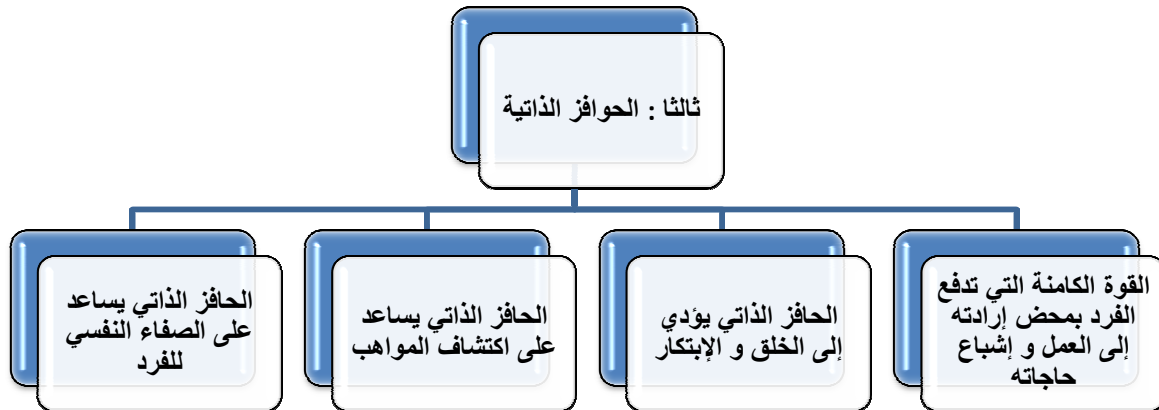 ثالثا : الحوافز الذاتية
القوة الكامنة التي تدفع
الفرد بمحض إرادته
إلى العمل و إشباع
حاجاته
الحافز الذاتي يؤدي
إلى الخلق و الإبتكار
الحافز الذاتي يساعد
على اكتشاف المواهب
الحافز الذاتي يساعد
على الصفاء النفسي
للفرد